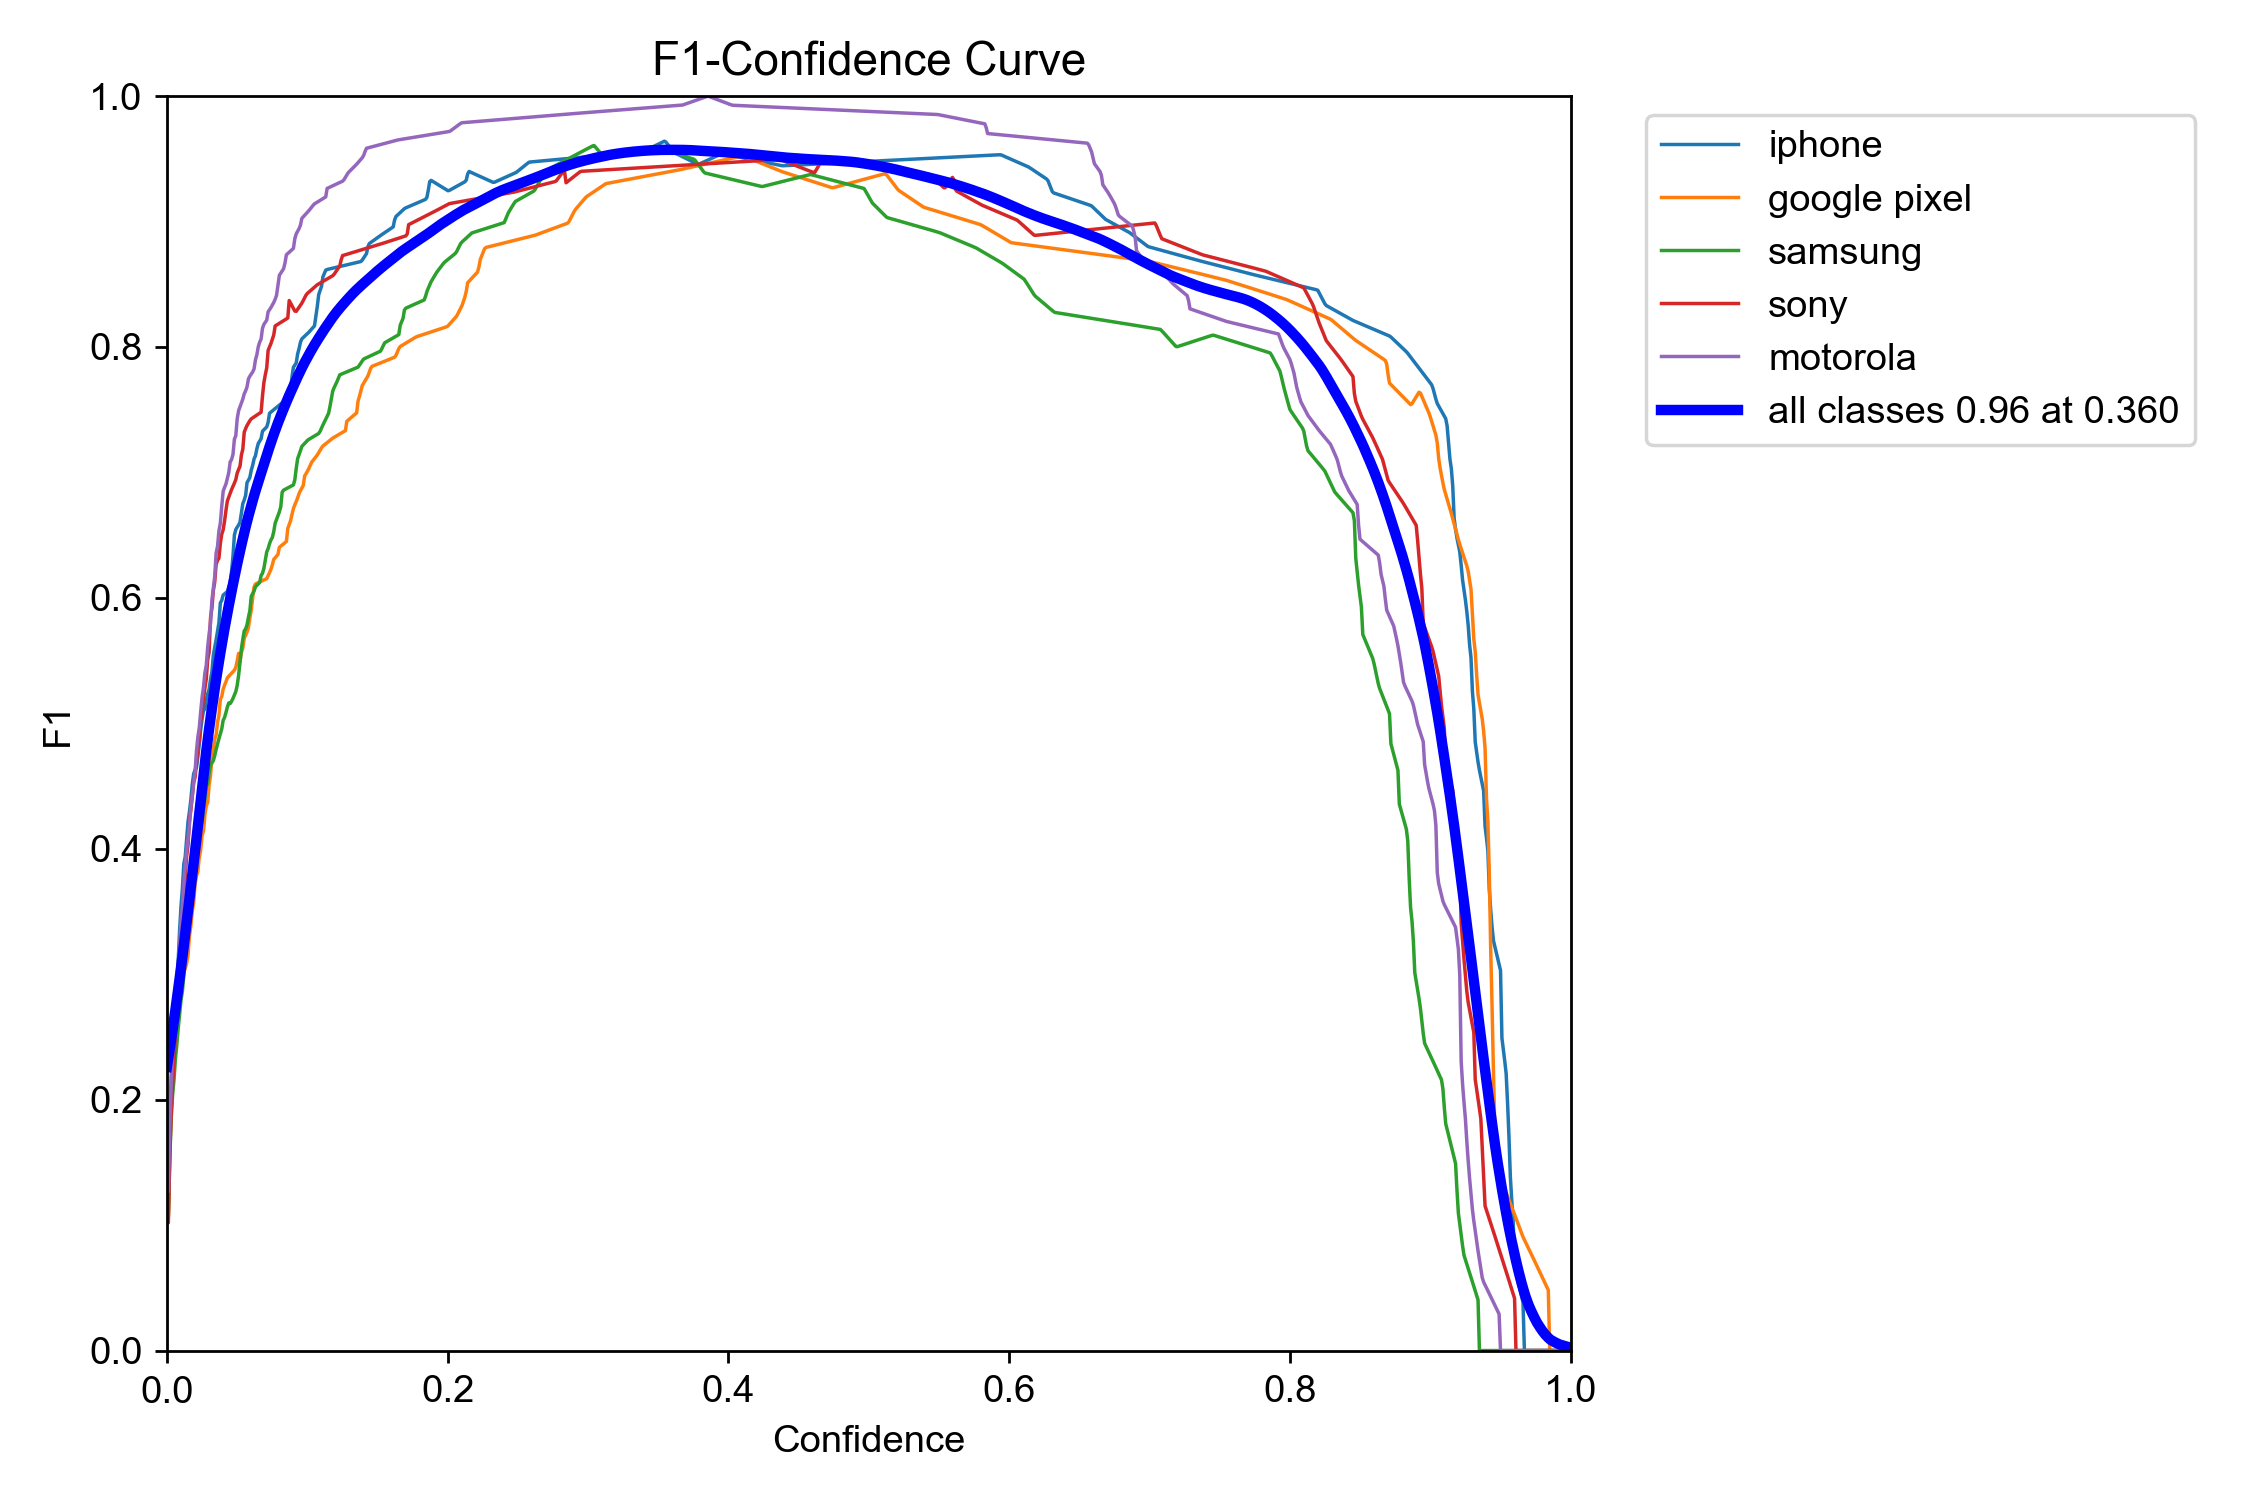 F1-Confidence Curve
1.0
0.8
0.6
0.4
0.2
0.0
F1
0.0 0.2 0.4 0.6 0.8 1.0
Confidence
iphone
google pixel
samsung
sony
motorola
all classes 0.96 at 0.360